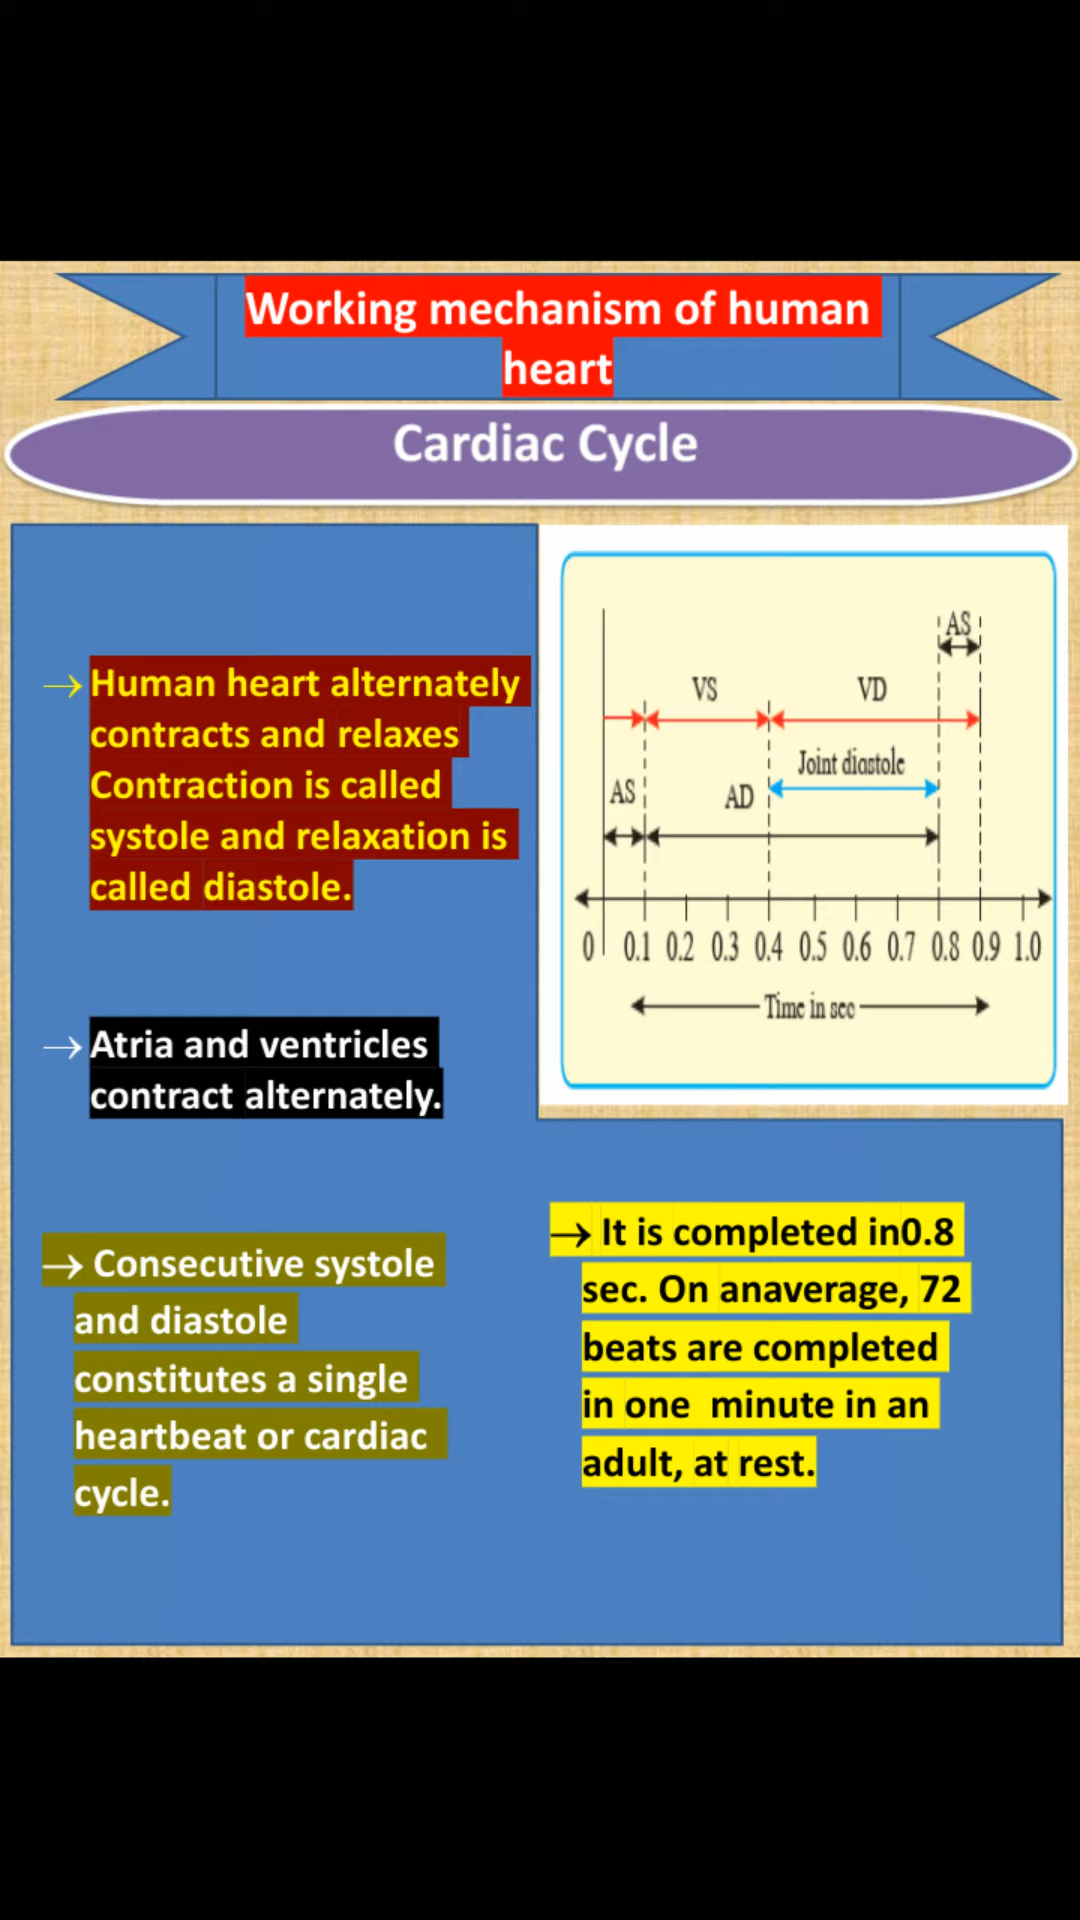 Working mechanism of human
heart
Cardiac Cycle
→ Human heart alternately
contracts and relaxes
Contraction is called
systole and relaxation is
called diastole.
→ Atria and ventricles
contract alternately.
→ Consecutive systole
and diastole
constitutes a single
heartbeat or cardiac
cycle.
AS
VS VD
Joint diastole
AS AD
0 0.1 0.2 0.3 0.4 0.5 0.6 0.7 0.8 0.9 1.0
Time in sec
→ It is completed in0.8
sec. On anaverage, 72
beats are completed
in one minute in an
adult, at rest.